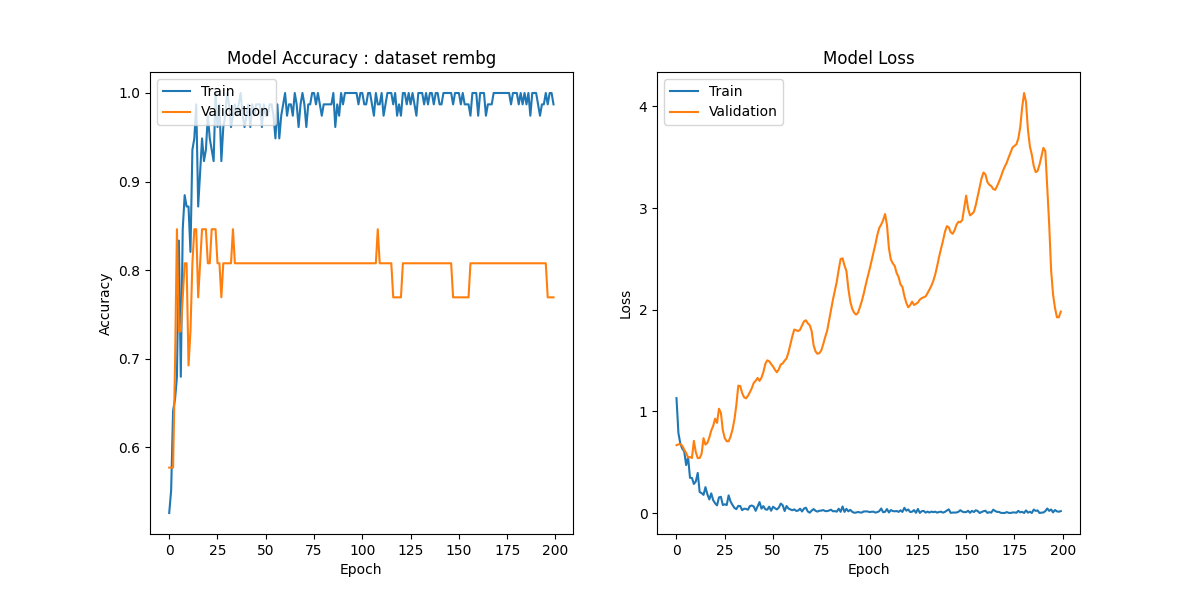 Model Accuracy : dataset rembg
Train
Validation
1.0
0.9
0.8
0.7
0.6
Accuracy
0 25 50 75 100 125 150 175 200
Epoch
Model Loss
Train
Validation
4
3
2
1
0
Loss
0 25 50 75 100 125 150 175 200
Epoch